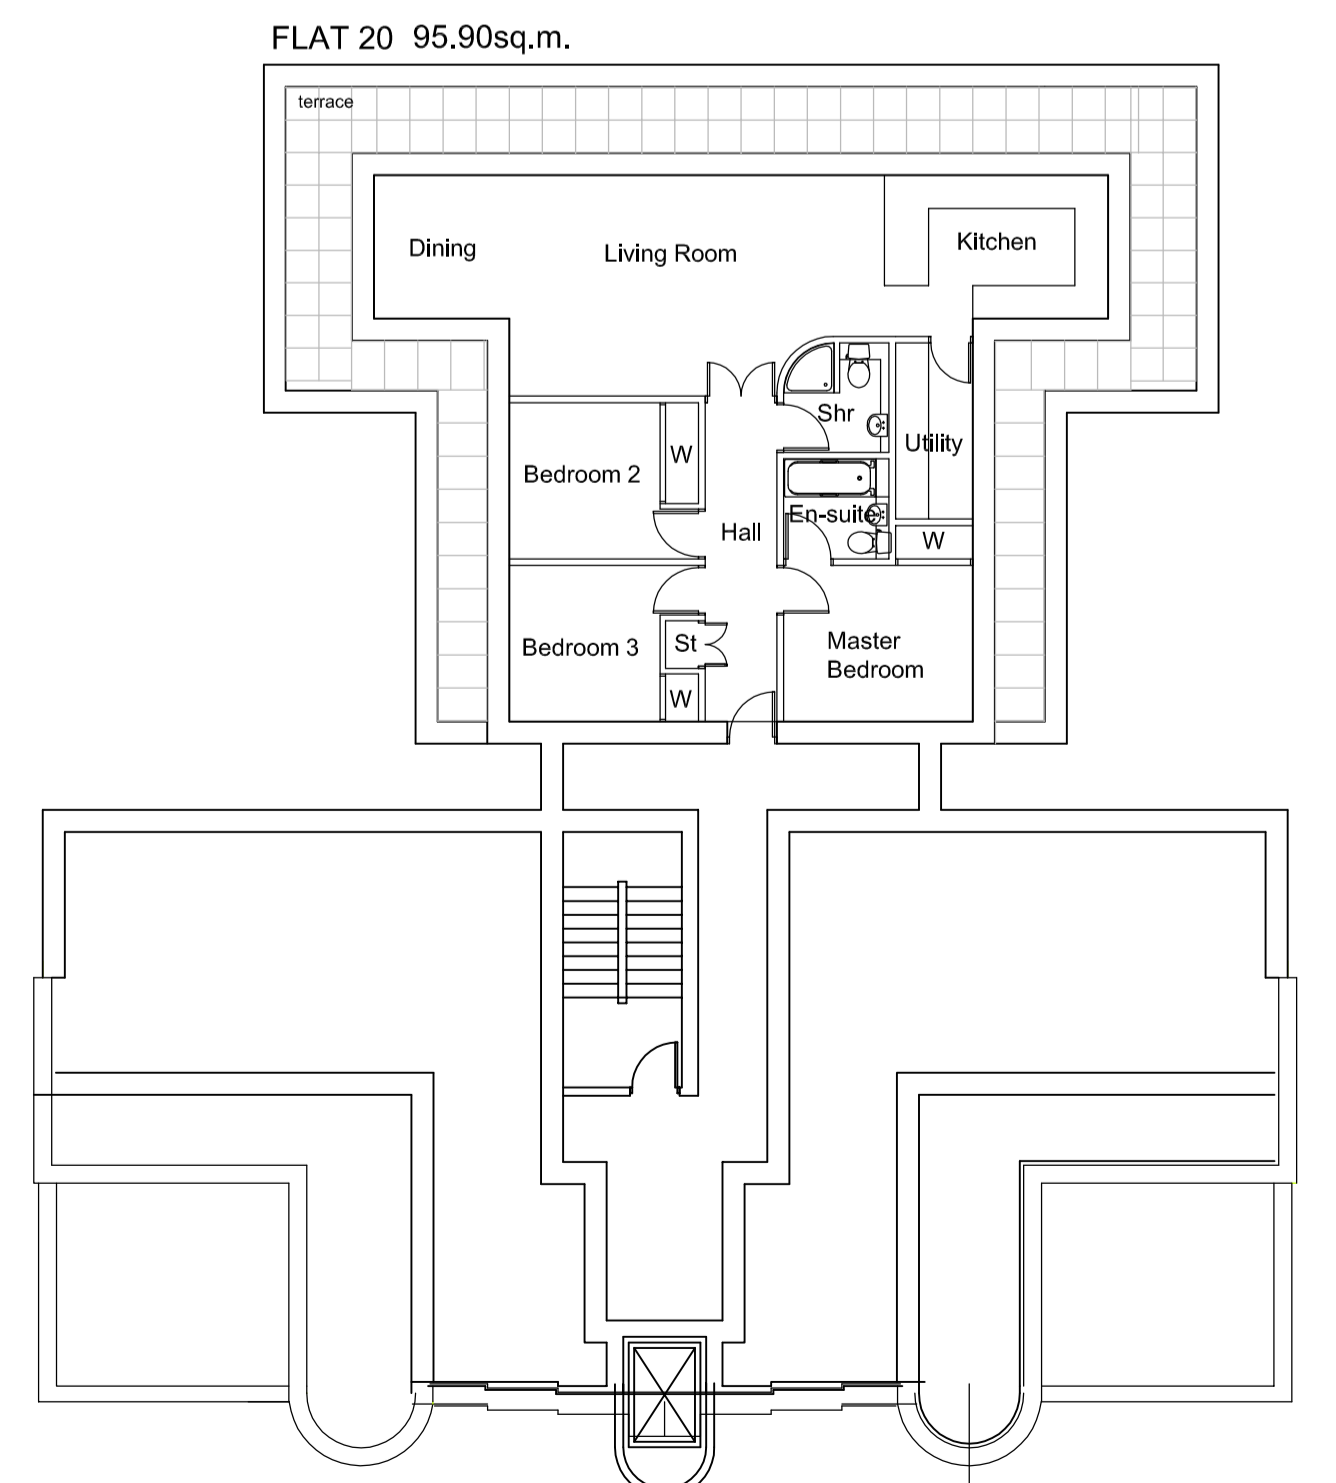 FLAT 20 95.90sq.m.
terrace
Dining
Living Room
Kitchen
Shr
Utility
W
Bedroom 2
En-suite
Hall
W
Bedroom 3
St
Master
Bedroom
W